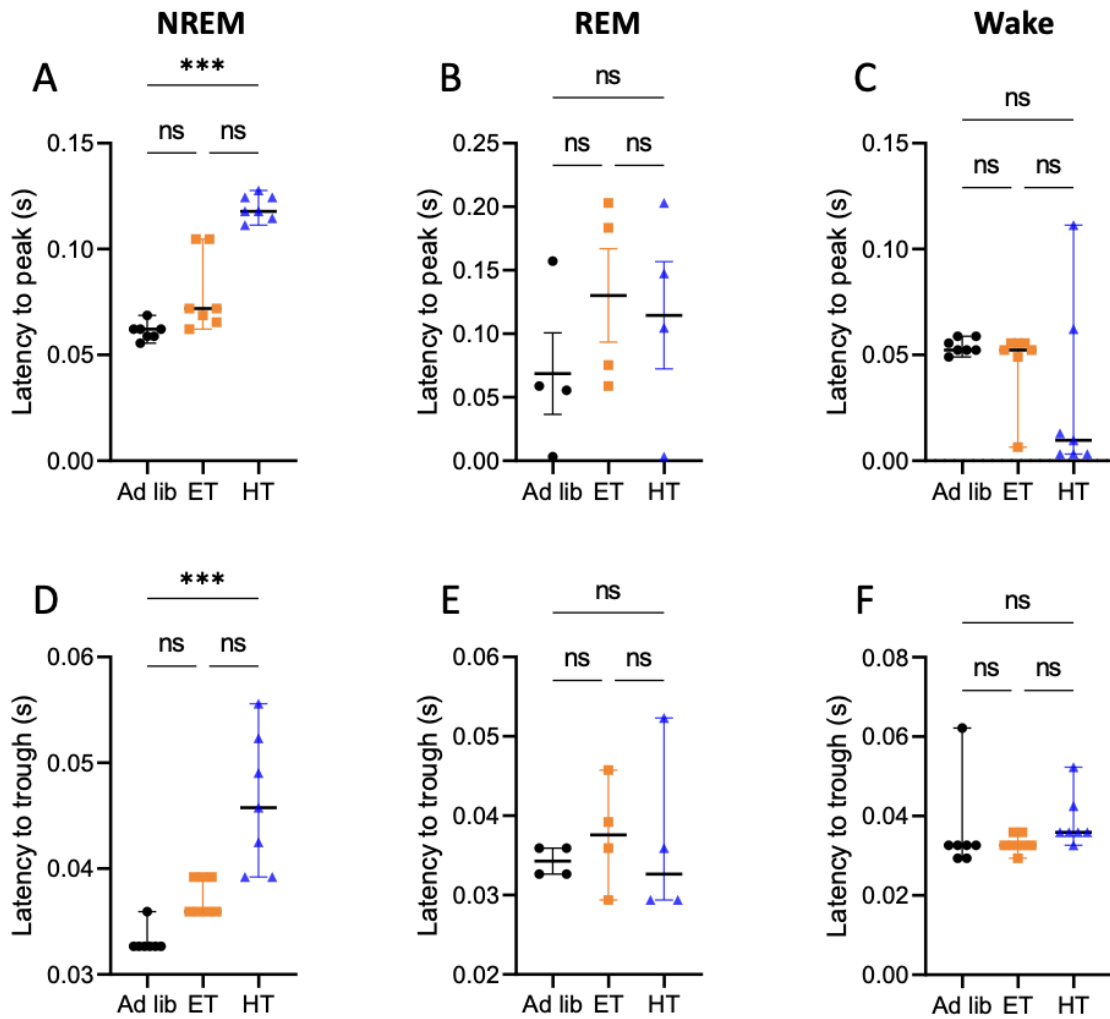 NREM
REM
Wake
A
***
ns
ns
Latency to peak (s)
0.15
0.10
0.05
0.00
Ad lib ET HT
B
ns
ns
ns
Latency to peak (s)
0.25
0.20
0.15
0.10
0.05
0.00
Ad lib ET HT
C
ns
ns
ns
Latency to peak (s)
0.15
0.10
0.05
0.00
Ad lib ET HT
D
***
ns
ns
Latency to trough (s)
0.06
0.05
0.04
0.03
Ad lib ET HT
E
ns
ns
ns
Latency to trough (s)
0.06
0.05
0.04
0.03
0.02
Ad lib ET HT
F
ns
ns
ns
Latency to trough (s)
0.08
0.06
0.04
0.02
0.00
Ad lib ET HT